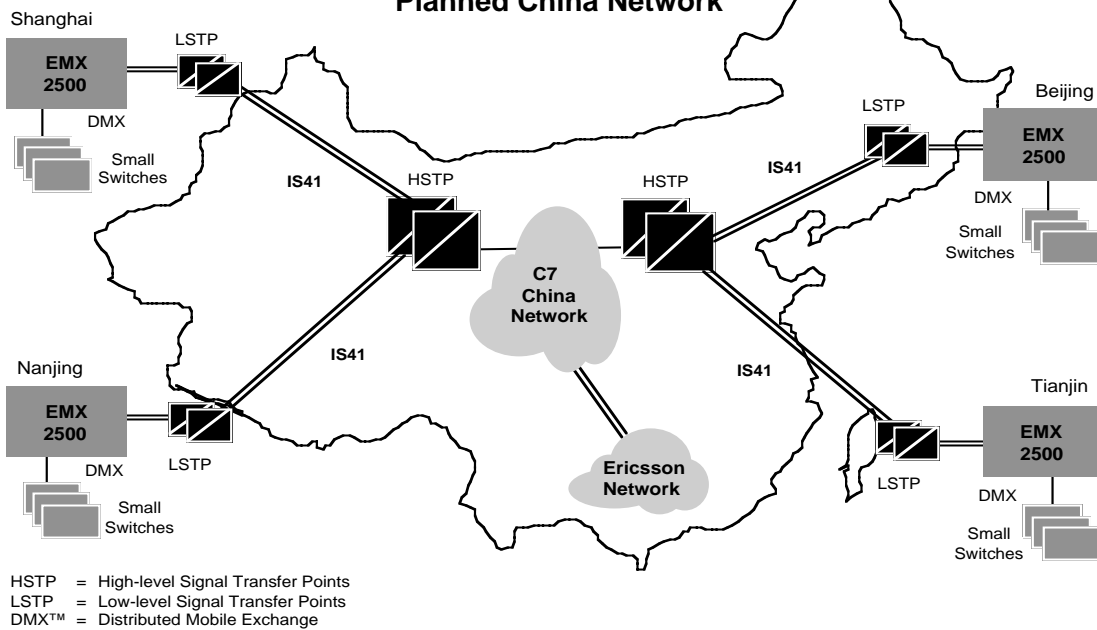 Planned China Network
Shanghai
EMX
2500
LSTP
DMX
Small
Switches
IS41
HSTP
C7
China
Network
HSTP
IS41
LSTP
Beijing
EMX
2500
DMX
Small
Switches
Nanjing
EMX
2500
LSTP
DMX
Small
Switches
IS41
Ericsson
Network
IS41
LSTP
Tianjin
EMX
2500
DMX
Small
Switches
HSTP = High-level Signal Transfer Points
LSTP = Low-level Signal Transfer Points
DMX™ = Distributed Mobile Exchange